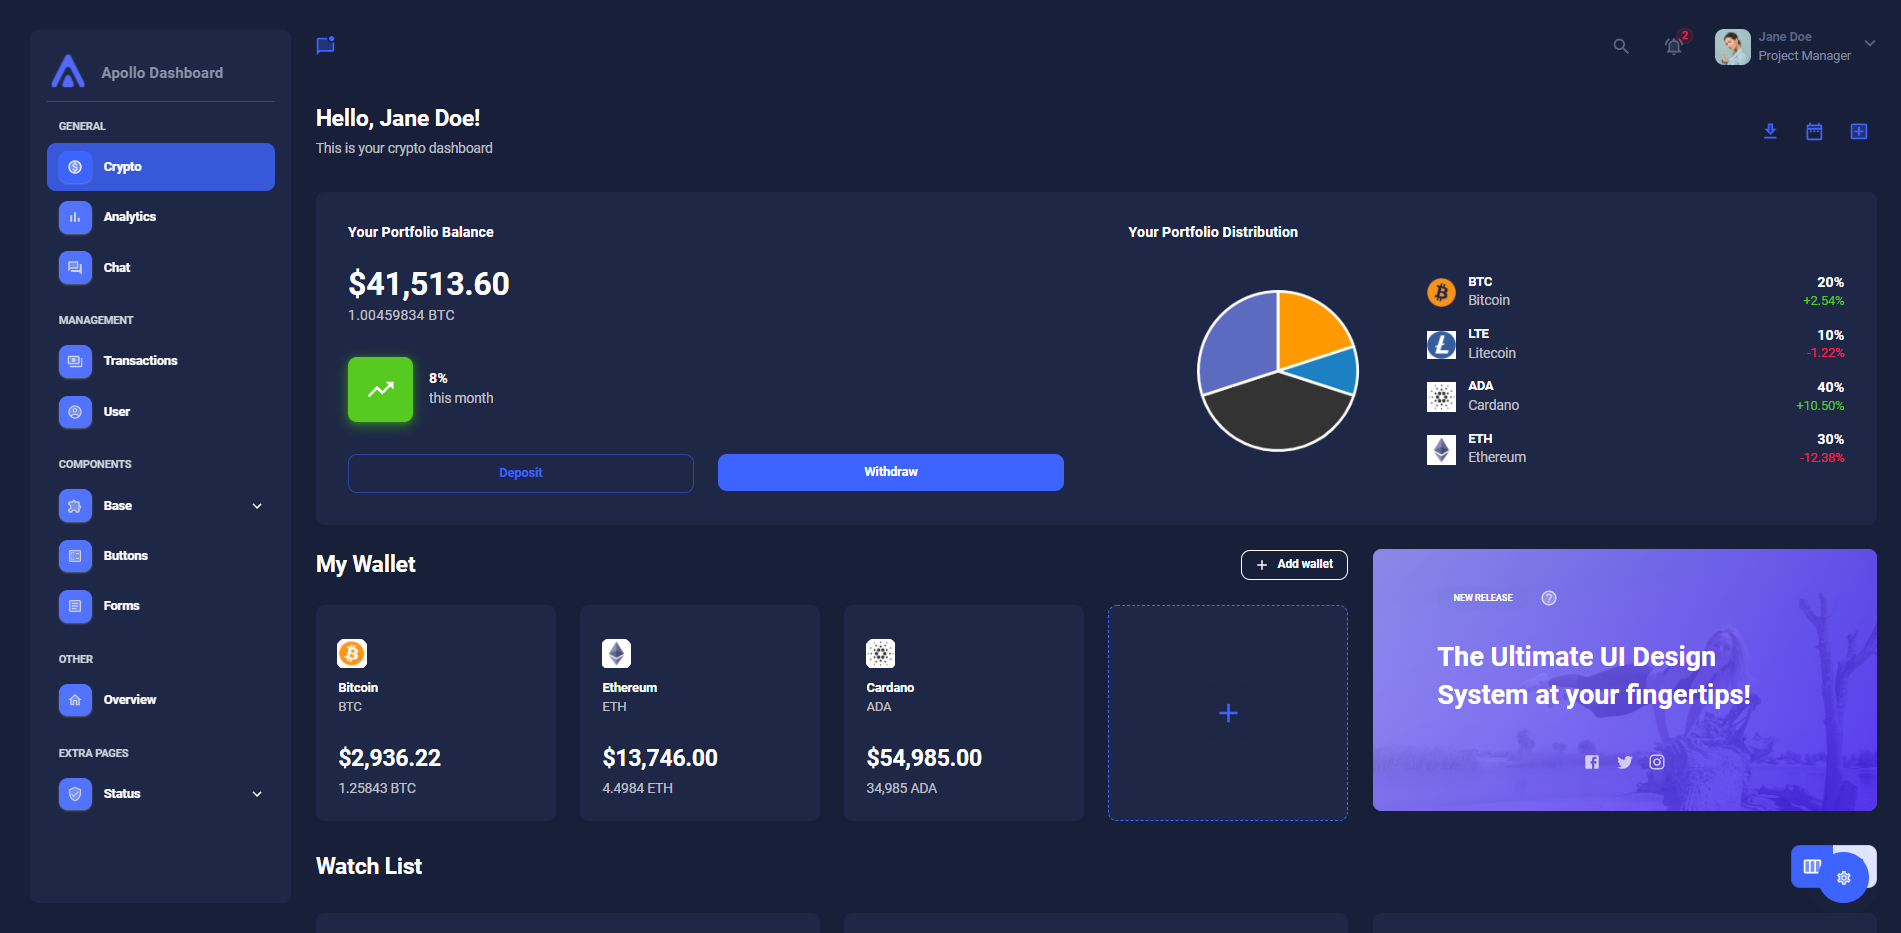 Apollo Dashboard
GENERAL
Crypto
Analytics
Chat
MANAGEMENT
Transactions
User
COMPONENTS
Base
Buttons
Forms
OTHER
Overview
EXTRA PAGES
Status
2
Jane Doe
Project Manager
Hello, Jane Doe!
This is your crypto dashboard
Your Portfolio Balance
$41,513.60
1.00459834 BTC
8%
this month
Deposit
Withdraw
Your Portfolio Distribution
BTC
Bitcoin
20%
+2.54%
LTE
Litecoin
10%
-1.22%
ADA
Cardano
40%
+10.50%
ETH
Ethereum
30%
-12.38%
My Wallet
+ Add wallet
Bitcoin
BTC
$2,936.22
1.25843 BTC
Ethereum
ETH
$13,746.00
4.4984 ETH
Cardano
ADA
$54,985.00
34,985 ADA
NEW RELEASE
The Ultimate UI Design
System at your fingertips!
Watch List